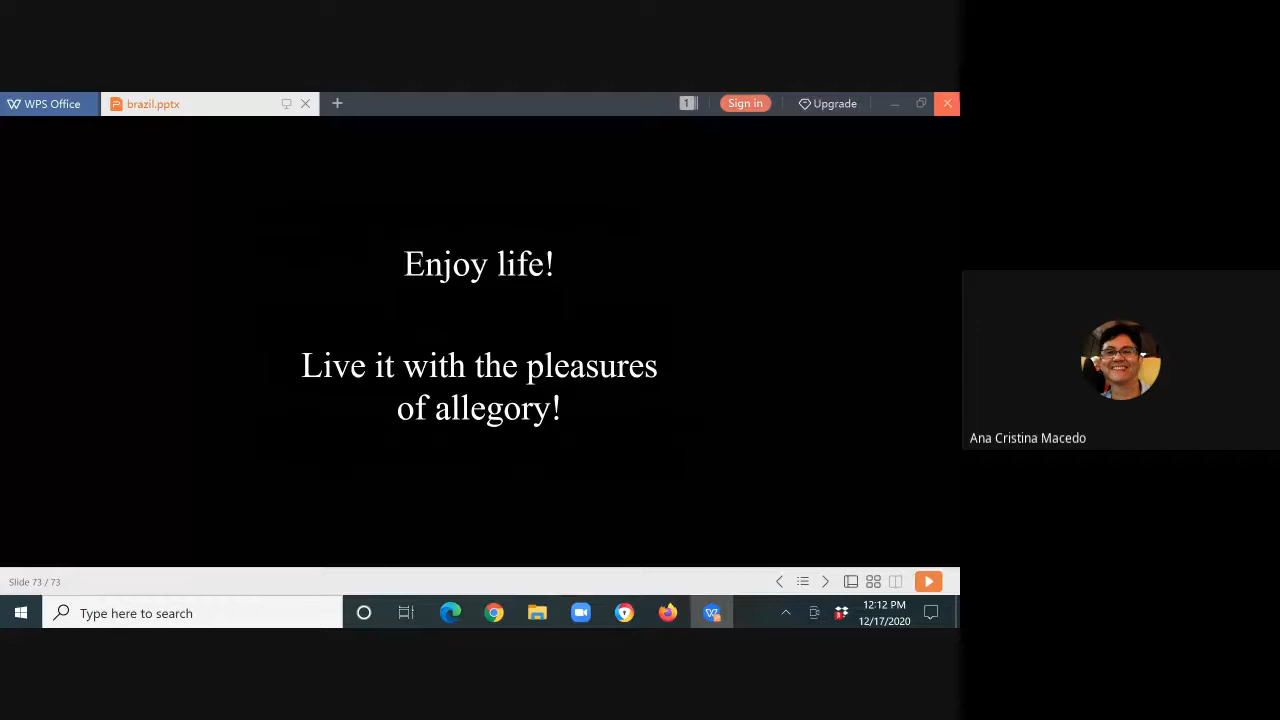 WPS Office
brazil.pptx
1
Sign in
Upgrade
Enjoy life!
Live it with the pleasures
of allegory!
Ana Cristina Macedo
Slide 73 / 73
Type here to search
12:12 PM
12/17/2020